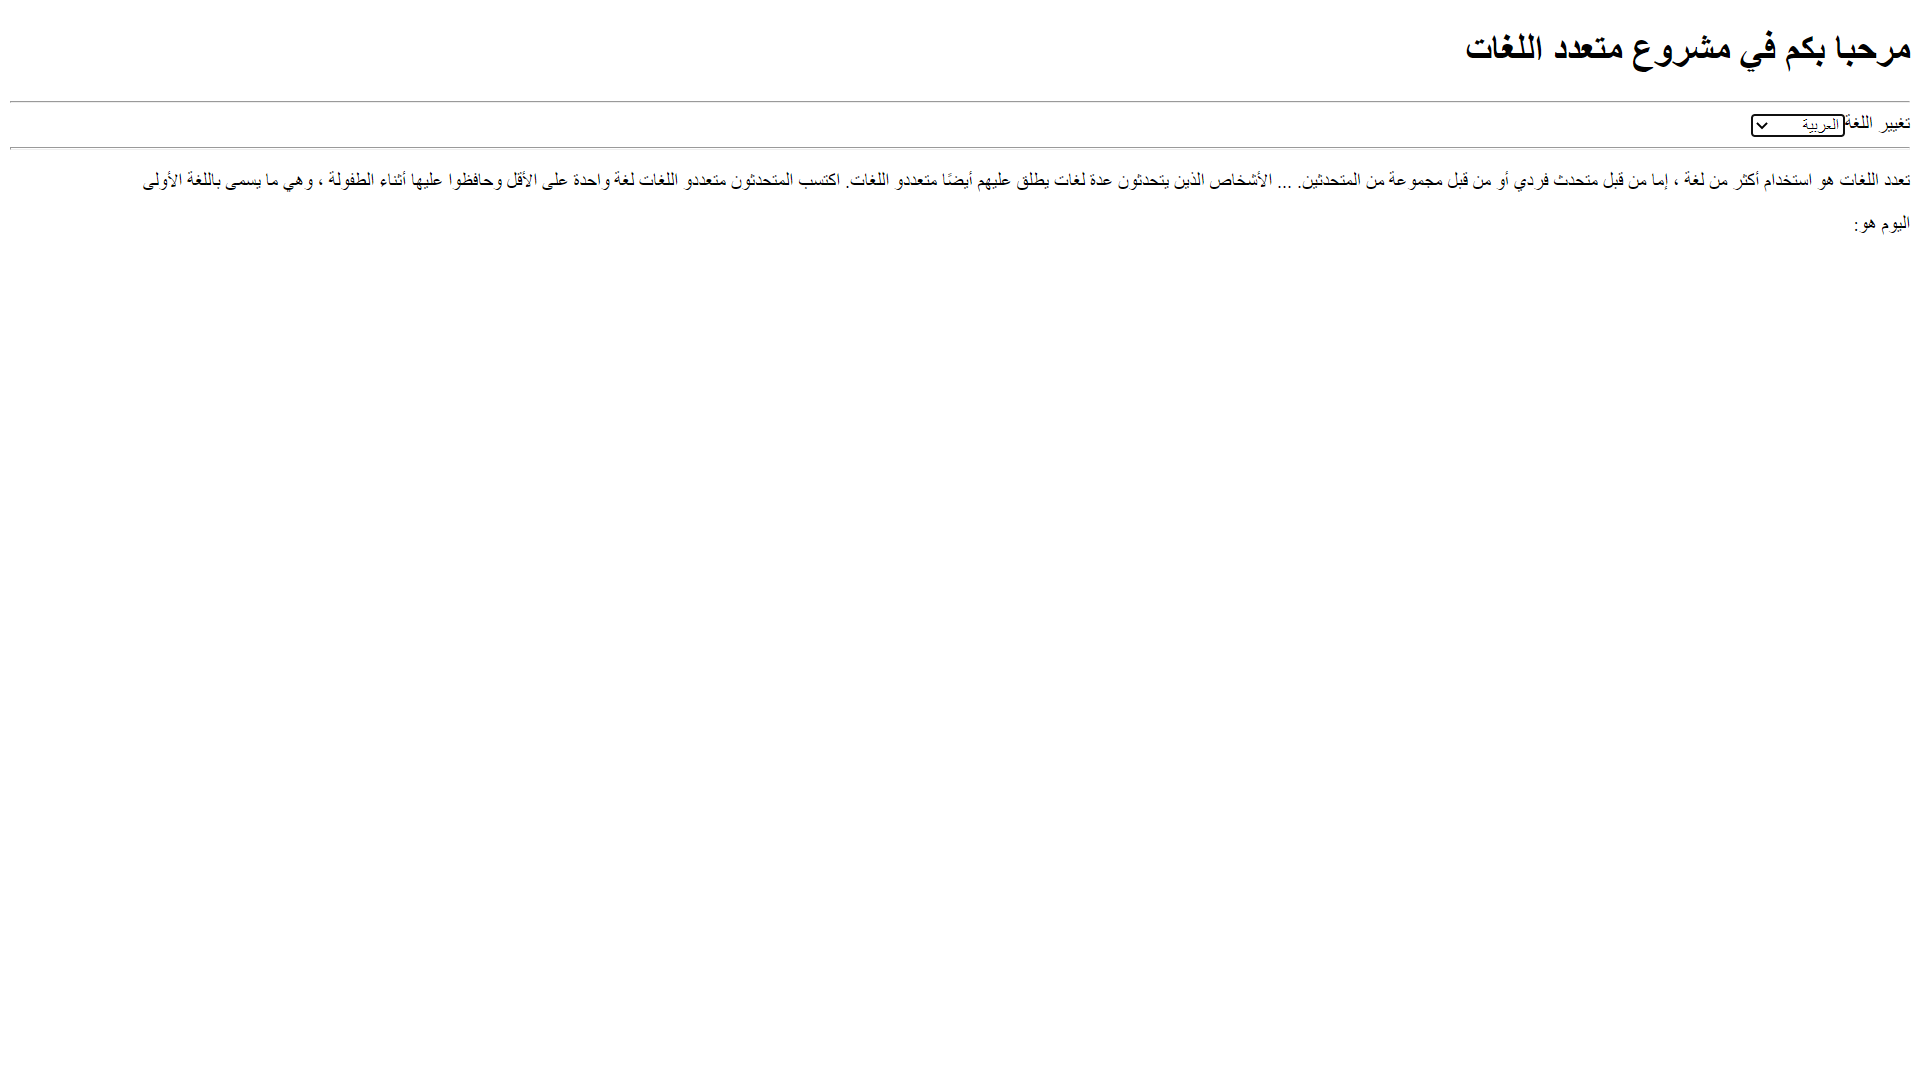 مرحبا بكم في مشروع متعدد اللغات
تغيير اللغة العربية
تعدد اللغات هو استخدام أكثر من لغة ، إما من قبل متحدث فردي أو من قبل مجموعة من المتحدثين. ... الأشخاص الذين يتحدثون عدة لغات يطلق عليهم أيضًا متعددو اللغات. اكتسب المتحدثون متعددو اللغات لغة واحدة على الأقل وحافظوا عليها أثناء الطفولة ، وهي ما يسمى باللغة الأولى
اليوم هو: